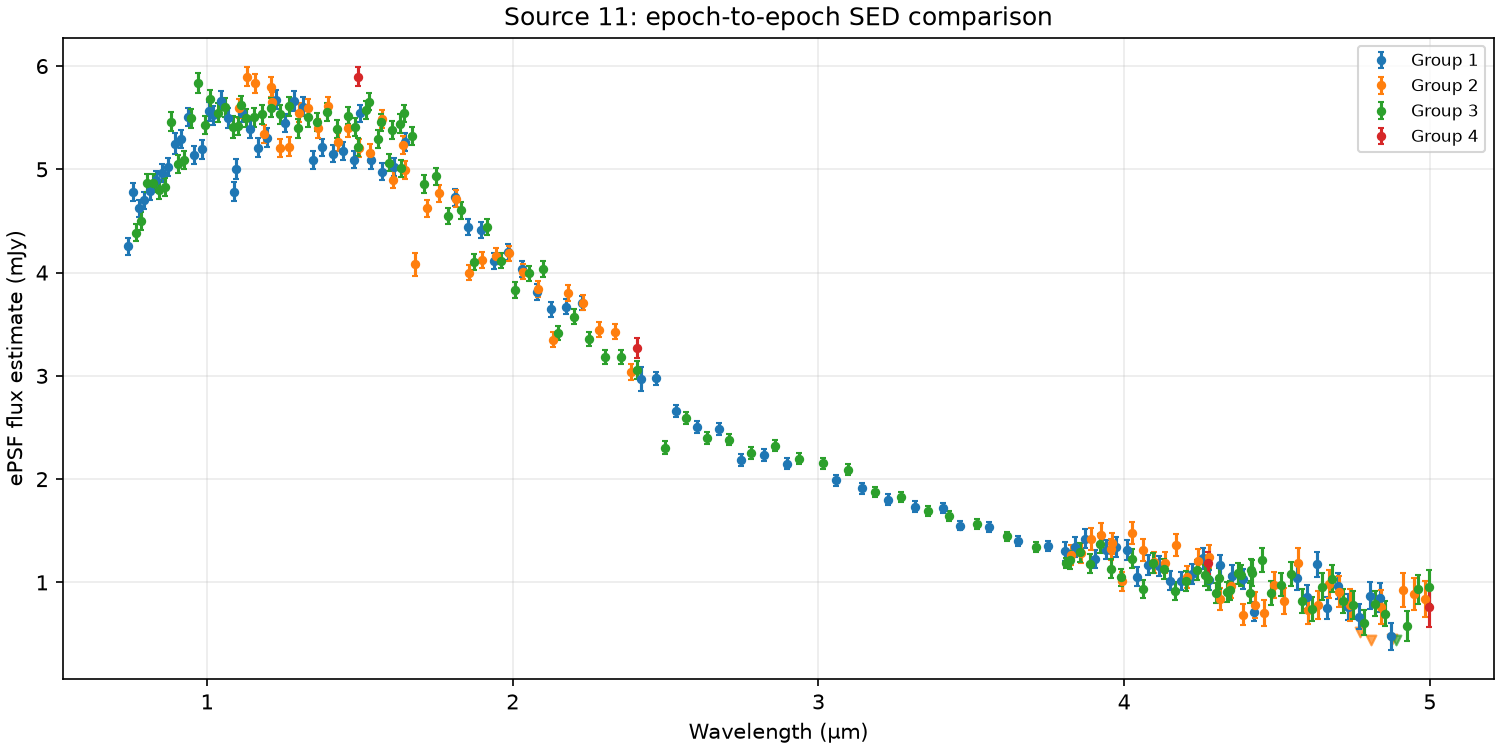 Source 11: epoch-to-epoch SED comparison
ePSF flux estimate (mJy)
6
5
4
3
2
1
Group 1
Group 2
Group 3
Group 4
1 2 3 4 5
Wavelength (µm)